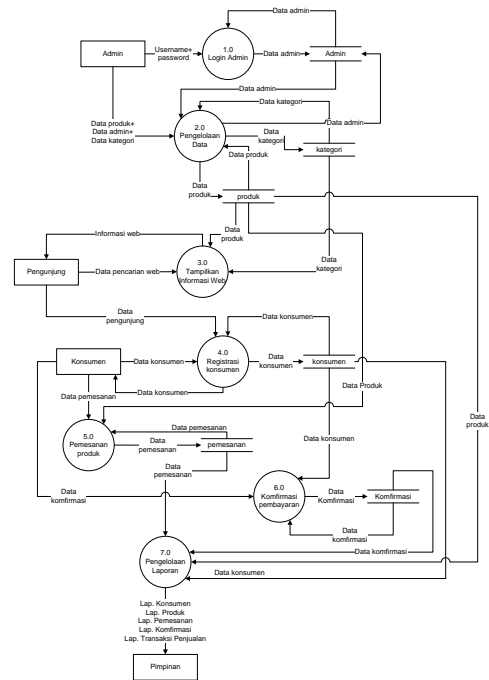 Data admin
Admin
Username+
password
1.0
Login Admin
Data admin
Admin
Data admin
Data kategori
Data produk+
Data admin+
Data kategori
2.0
Pengelolaan
Data
Data
kategori
Data admin
kategori
Data produk
Data
produk
produk
Data
produk
Informasi web
Pengunjung
Data pencarian web
3.0
Tampilkan
Informasi Web
Data
kategori
Data
pengunjung
Data konsumen
Konsumen
Data konsumen
4.0
Registrasi
konsumen
Data
konsumen
konsumen
Data konsumen
Data Produk
Data pemesanan
Data
produk
5.0
Pemesanan
produk
Data pemesanan
Data
pemesanan
pemesanan
Data konsumen
Data
pemesanan
Data
komfirmasi
6.0
Komfirmasi
pembayaran
Data
Komfirmasi
Komfirmasi
Data
komfirmasi
Data komfirmasi
7.0
Pengelolaan
Laporan
Data konsumen
Lap. Konsumen
Lap. Produk
Lap. Pemesanan
Lap. Komfirmasi
Lap. Transaksi Penjualan
Pimpinan